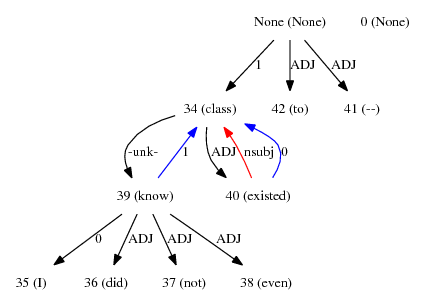 None (None) 0 (None)
1 ADJ ADJ
34 (class) 42 (to) 41 (--)
-unk- 1 ADJ nsubj 0
39 (know) 40 (existed)
0 ADJ ADJ ADJ
35 (I) 36 (did) 37 (not) 38 (even)